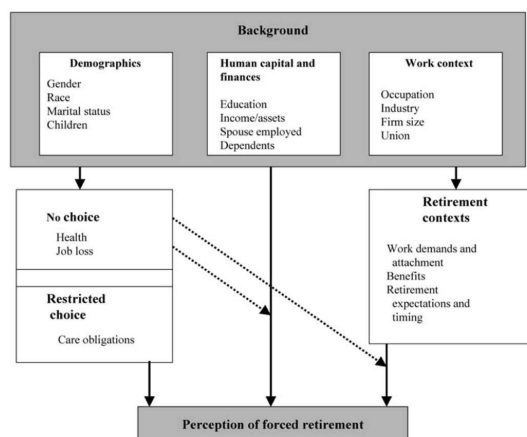 Background
Demographics
Gender
Race
Marital status
Children
Human capital and
finances
Education
Income/assets
Spouse employed
Dependents
Work context
Occupation
Industry
Firm size
Union
No choice
Health
Job loss
Restricted
choice
Care obligations
Retirement
contexts
Work demands and
attachment
Benefits
Retirement
expectations and
timing
Perception of forced retirement